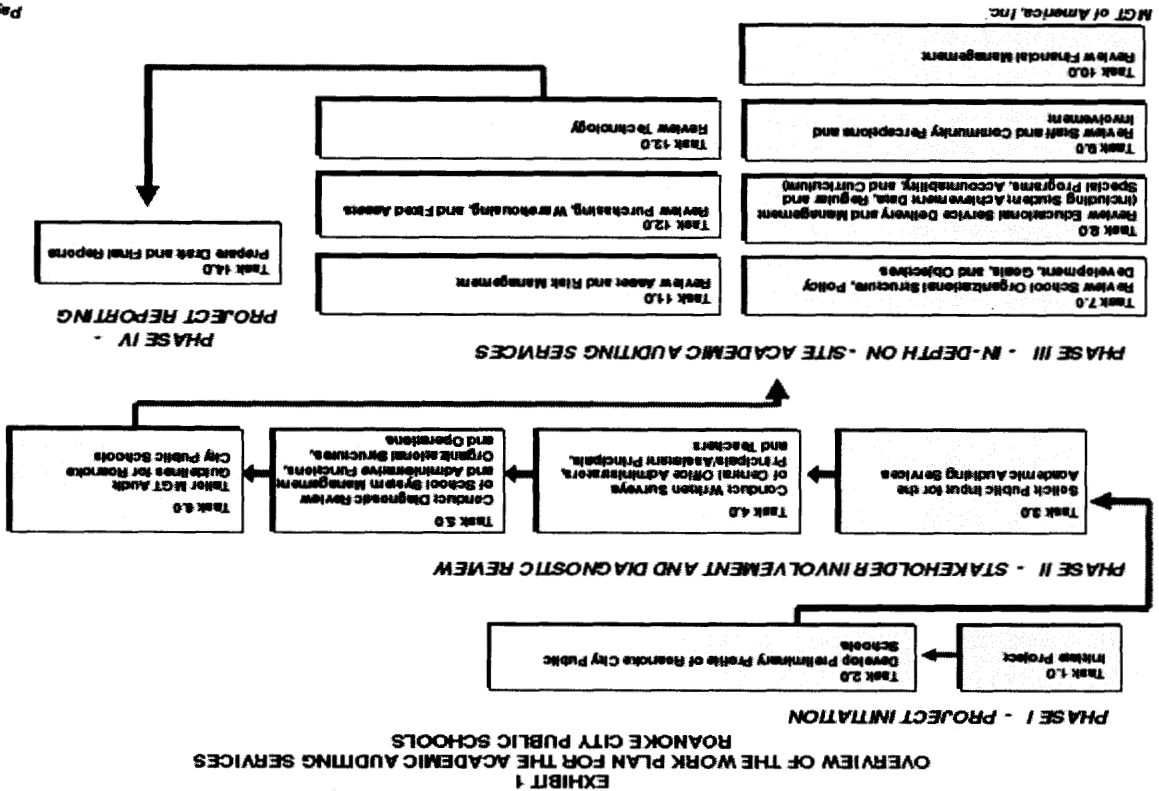 EXHIBIT 1
OVERVIEW OF THE WORK PLAN FOR THE ACADEMIC AUDITING SERVICES
ROANOKE CITY PUBLIC SCHOOLS
PHASE I - PROJECT INITIATION
Task 1.0
Initiate Project
Task 2.0
Develop Preliminary Profile of Roanoke City Public
Schools
PHASE II - STAKEHOLDER INVOLVEMENT AND DIAGNOSTIC REVIEW
Task 3.0
Solicit Public Input for the
Academic Auditing Services
Task 4.0
Conduct Written Surveys
of Central Office Administrators,
Principals/Assistant Principals,
and Teachers
Task 5.0
Conduct Diagnostic Review
of School System Management
and Administrative Functions,
Organizational Structures,
and Operations
Task 6.0
Tailor MGT Audit
Guidelines for Roanoke
City Public Schools
PHASE III - IN-DEPTH ON-SITE ACADEMIC AUDITING SERVICES
Task 7.0
Review School Organizational Structure, Policy
Development, Goals, and Objectives
Task 8.0
Review Educational Service Delivery and Management
(including Student Achievement Data, Regular and
Special Programs, Accountability, and Curriculum)
Task 9.0
Review Staff and Community Perceptions and
Involvement
Task 10.0
Review Financial Management
Task 11.0
Review Asset and Risk Management
Task 12.0
Review Purchasing, Warehousing, and Fixed Assets
Task 12.0
Review Technology
PHASE IV -
PROJECT REPORTING
Task 14.0
Prepare Draft and Final Reports
MGT of America, Inc.
Pag